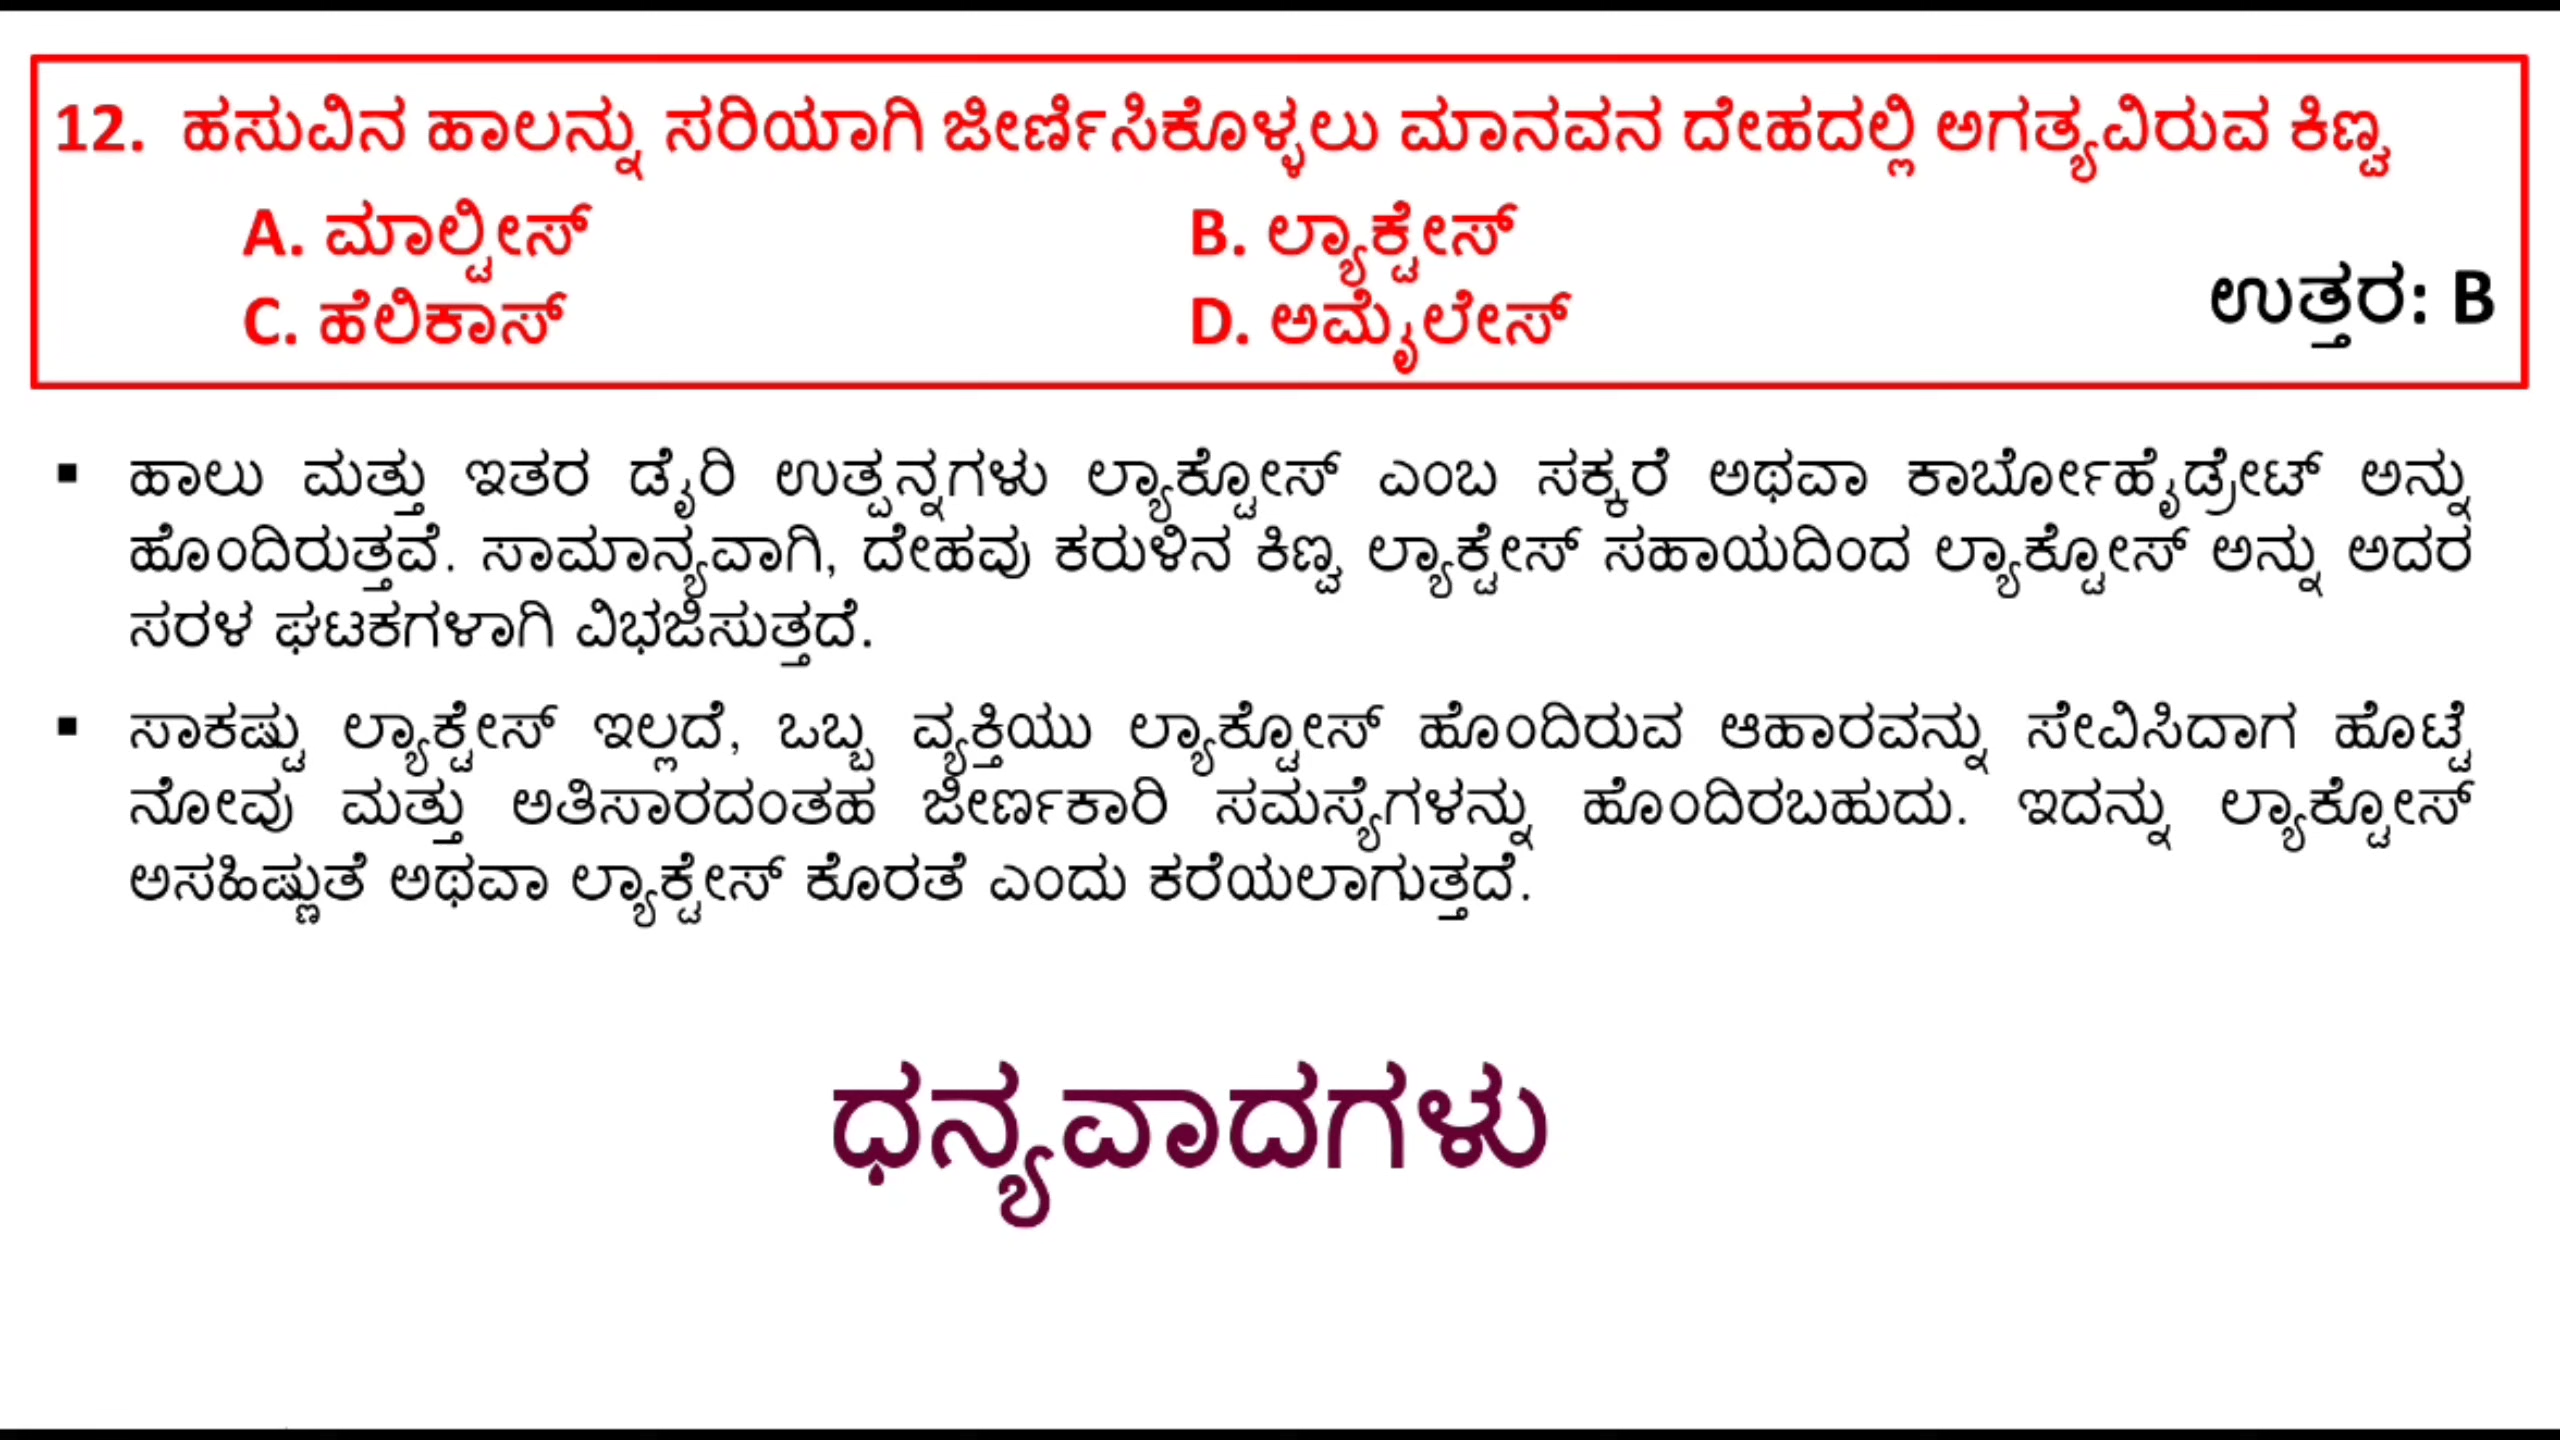 12. ಹಸುವಿನ ಹಾಲನ್ನು ಸರಿಯಾಗಿ ಜೀರ್ಣಿಸಿಕೊಳ್ಳಲು ಮಾನವನ ದೇಹದಲ್ಲಿ ಅಗತ್ಯವಿರುವ ಕಿಣ್ವ
A. ಮಾಲ್ಟೀಸ್ B. ಲ್ಯಾಕ್ಟೇಸ್
C. ಹೆಲಿಕಾಸ್ D. ಅಮೈಲೇಸ್
ಉತ್ತರ: B
▪ ಹಾಲು ಮತ್ತು ಇತರ ಡೈರಿ ಉತ್ಪನ್ನಗಳು ಲ್ಯಾಕ್ಟೋಸ್ ಎಂಬ ಸಕ್ಕರೆ ಅಥವಾ ಕಾರ್ಬೋಹೈಡ್ರೇಟ್ ಅನ್ನು
ಹೊಂದಿರುತ್ತವೆ. ಸಾಮಾನ್ಯವಾಗಿ, ದೇಹವು ಕರುಳಿನ ಕಿಣ್ವ ಲ್ಯಾಕ್ಟೇಸ್ ಸಹಾಯದಿಂದ ಲ್ಯಾಕ್ಟೋಸ್ ಅನ್ನು ಅದರ
ಸರಳ ಘಟಕಗಳಾಗಿ ವಿಭಜಿಸುತ್ತದೆ.
▪ ಸಾಕಷ್ಟು ಲ್ಯಾಕ್ಟೇಸ್ ಇಲ್ಲದೆ, ಒಬ್ಬ ವ್ಯಕ್ತಿಯು ಲ್ಯಾಕ್ಟೋಸ್ ಹೊಂದಿರುವ ಆಹಾರವನ್ನು ಸೇವಿಸಿದಾಗ ಹೊಟ್ಟೆ
ನೋವು ಮತ್ತು ಅತಿಸಾರದಂತಹ ಜೀರ್ಣಕಾರಿ ಸಮಸ್ಯೆಗಳನ್ನು ಹೊಂದಿರಬಹುದು. ಇದನ್ನು ಲ್ಯಾಕ್ಟೋಸ್
ಅಸಹಿಷ್ಣುತೆ ಅಥವಾ ಲ್ಯಾಕ್ಟೇಸ್ ಕೊರತೆ ಎಂದು ಕರೆಯಲಾಗುತ್ತದೆ.
ಧನ್ಯವಾದಗಳು